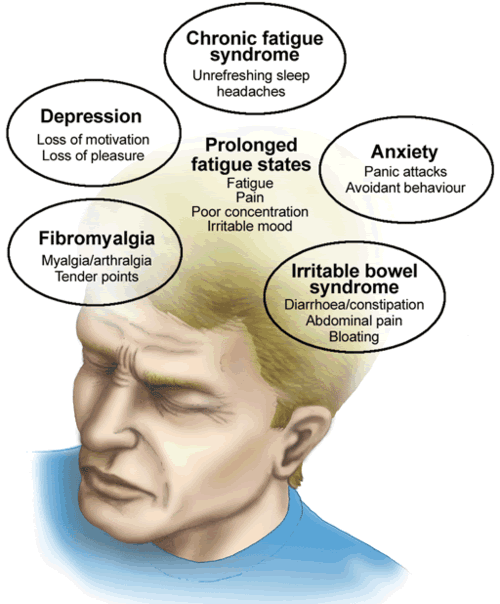 Chronic fatigue
syndrome
Unrefreshing sleep
headaches
Depression
Loss of motivation
Loss of pleasure
Prolonged
fatigue states
Fatigue
Pain
Poor concentration
Irritable mood
Anxiety
Panic attacks
Avoidant behaviour
Fibromyalgia
Myalgia/arthralgia
Tender points
Irritable bowel
syndrome
Diarrhoea/constipation
Abdominal pain
Bloating